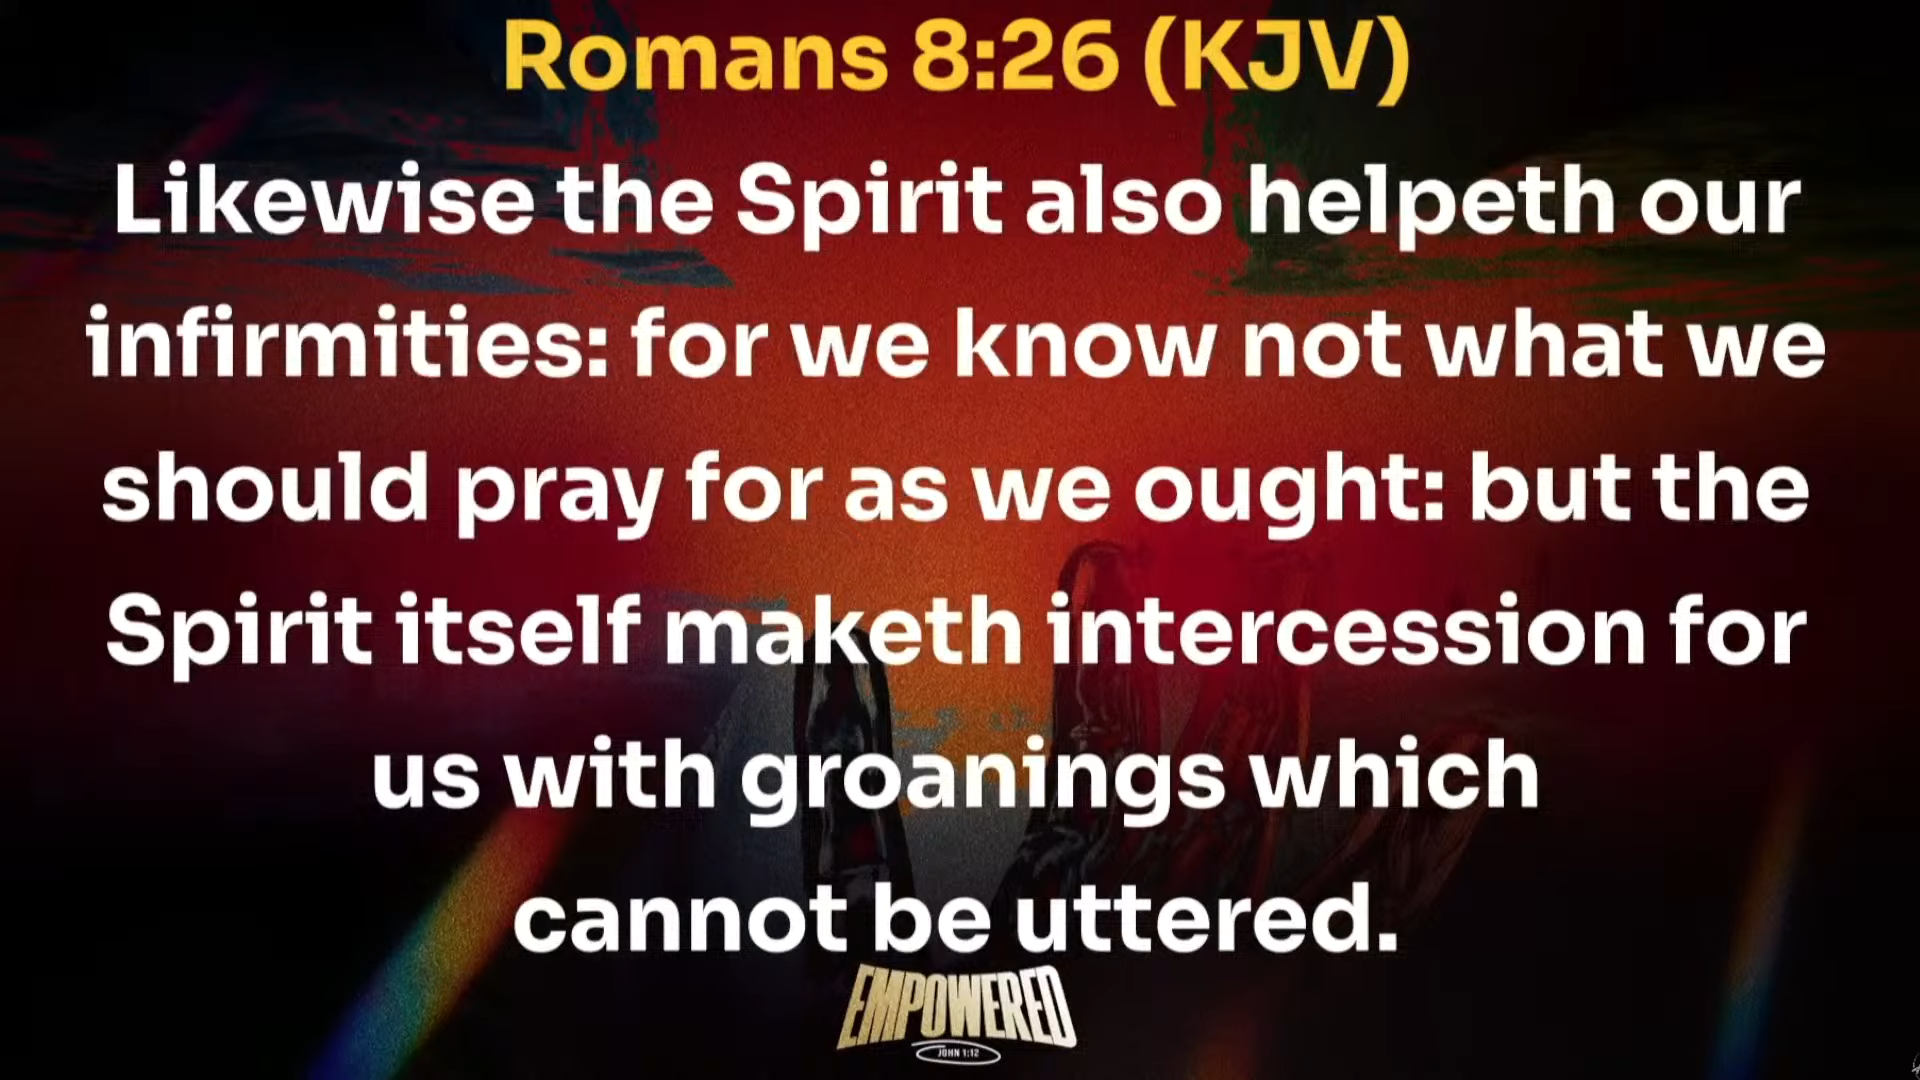 Romans 8:26 (KJV)
Likewise the Spirit also helpeth our
infirmities: for we know not what we
should pray for as we ought: but the
Spirit itself maketh intercession for
us with groanings which
cannot be uttered.
EMPOWERED
JOHN 1:12